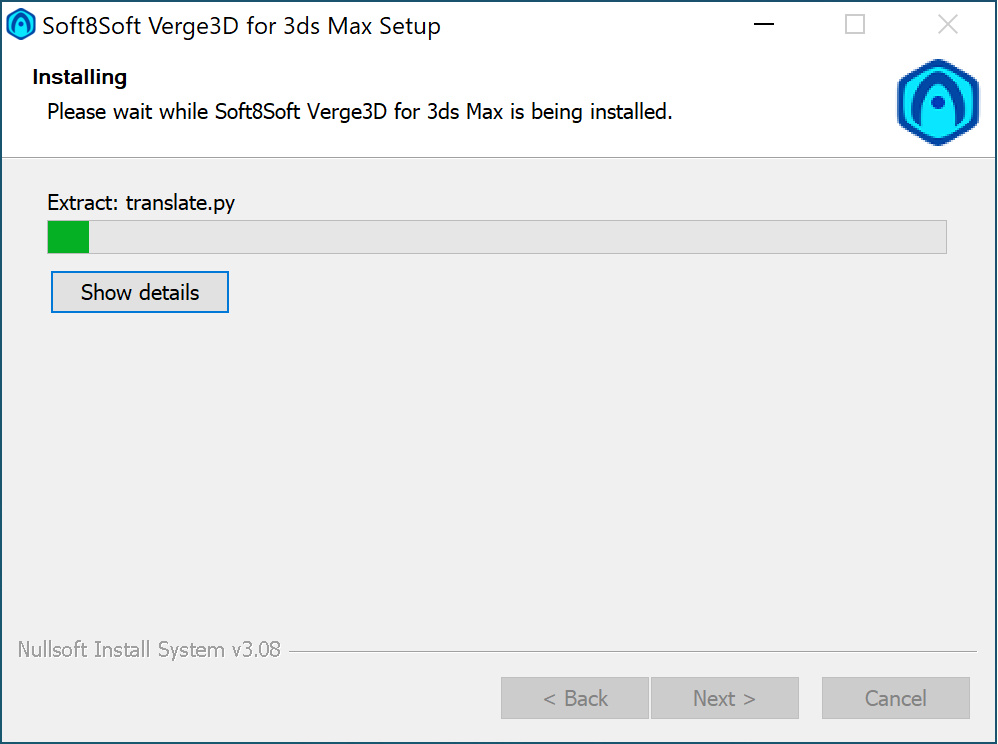 Soft8Soft Verge3D for 3ds Max Setup
Installing
Please wait while Soft8Soft Verge3D for 3ds Max is being installed.
Extract: translate.py
Show details
Nullsoft Install System v3.08
< Back
Next >
Cancel